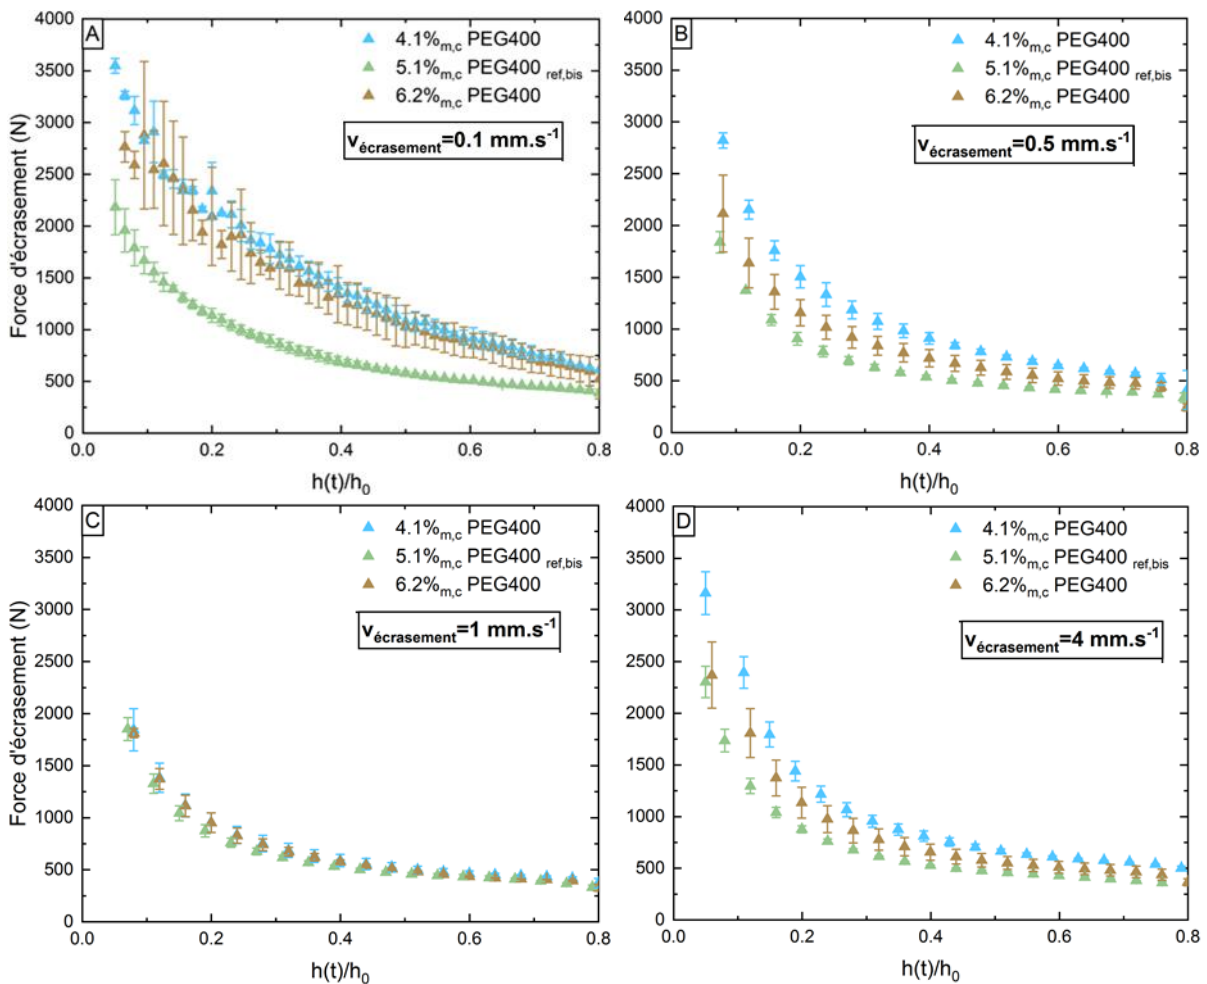 A
4.1%m,c PEG400
5.1%m,c PEG400 ref,bis
6.2%m,c PEG400
vécrasement=0.1 mm.s-1
Force d'écrasement (N)
4000
3500
3000
2500
2000
1500
1000
500
0
0.0 0.2 0.4 0.6 0.8
h(t)/h0
B
4.1%m,c PEG400
5.1%m,c PEG400 ref,bis
6.2%m,c PEG400
vécrasement=0.5 mm.s-1
4000
3500
3000
2500
2000
1500
1000
500
0
0.0 0.2 0.4 0.6 0.8
h(t)/h0
C
4.1%m,c PEG400
5.1%m,c PEG400 ref,bis
6.2%m,c PEG400
vécrasement=1 mm.s-1
Force d'écrasement (N)
4000
3500
3000
2500
2000
1500
1000
500
0
0.0 0.2 0.4 0.6 0.8
h(t)/h0
D
4.1%m,c PEG400
5.1%m,c PEG400 ref,bis
6.2%m,c PEG400
vécrasement=4 mm.s-1
4000
3500
3000
2500
2000
1500
1000
500
0
0.0 0.2 0.4 0.6 0.8
h(t)/h0